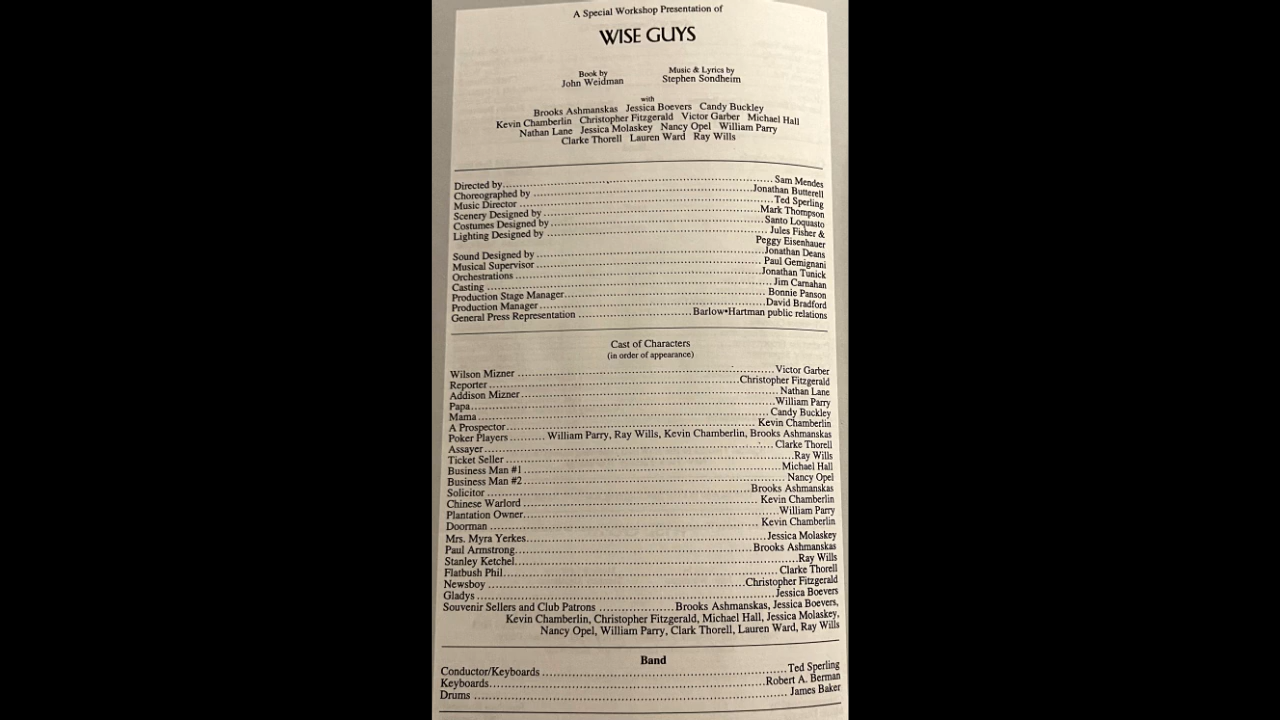 A Special Workshop Presentation of
WISE GUYS
Book by
John Weidman
Music & Lyrics by
Stephen Sondheim
with
Brooks Ashmanskas Jessica Boevers Candy Buckley
Kevin Chamberlin Christopher Fitzgerald Victor Garber Michael Hall
Nathan Lane Jessica Molaskey Nancy Opel William Parry
Clarke Thorell Lauren Ward Ray Wills
Directed by Sam Mendes
Choreographed by Jonathan Butterell
Music Director Ted Sperling
Scenery Designed by Mark Thompson
Costumes Designed by Santo Loquasto
Lighting Designed by Jules Fisher &
Peggy Eisenhauer
Sound Designed by Jonathan Deans
Musical Supervisor Paul Gemignani
Orchestrations Jonathan Tunick
Casting Jim Carnahan
Production Stage Manager Bonnie Panson
Production Manager David Bradford
General Press Representation Barlow•Hartman public relations
Cast of Characters
(in order of appearance)
Wilson Mizner Victor Garber
Reporter Christopher Fitzgerald
Addison Mizner Nathan Lane
Papa William Parry
Mama Candy Buckley
A Prospector Kevin Chamberlin
Poker Players William Parry, Ray Wills, Kevin Chamberlin, Brooks Ashmanskas
Assayer Clarke Thorell
Ticket Seller Ray Wills
Business Man #1 Michael Hall
Business Man #2 Nancy Opel
Solicitor Brooks Ashmanskas
Chinese Warlord Kevin Chamberlin
Plantation Owner William Parry
Doorman Kevin Chamberlin
Mrs. Myra Yerkes Jessica Molaskey
Paul Armstrong Brooks Ashmanskas
Stanley Ketchel Ray Wills
Flatbush Phil Clarke Thorell
Newsboy Christopher Fitzgerald
Gladys Jessica Boevers
Souvenir Sellers and Club Patrons Brooks Ashmanskas, Jessica Boevers,
Kevin Chamberlin, Christopher Fitzgerald, Michael Hall, Jessica Molaskey,
Nancy Opel, William Parry, Clark Thorell, Lauren Ward, Ray Wills
Band
Conductor/Keyboards Ted Sperling
Keyboards Robert A. Berman
Drums James Baker